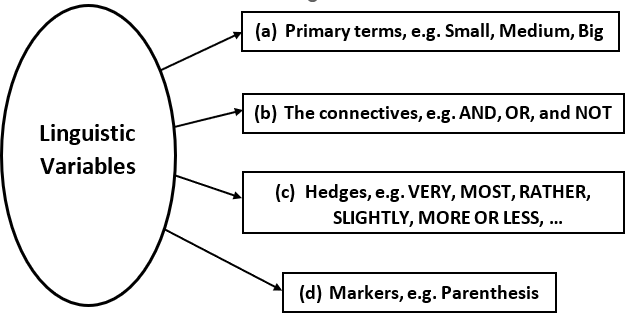 Linguistic
Variables
(a) Primary terms, e.g. Small, Medium, Big
(b) The connectives, e.g. AND, OR, and NOT
(c) Hedges, e.g. VERY, MOST, RATHER,
SLIGHTLY, MORE OR LESS, ...
(d) Markers, e.g. Parenthesis